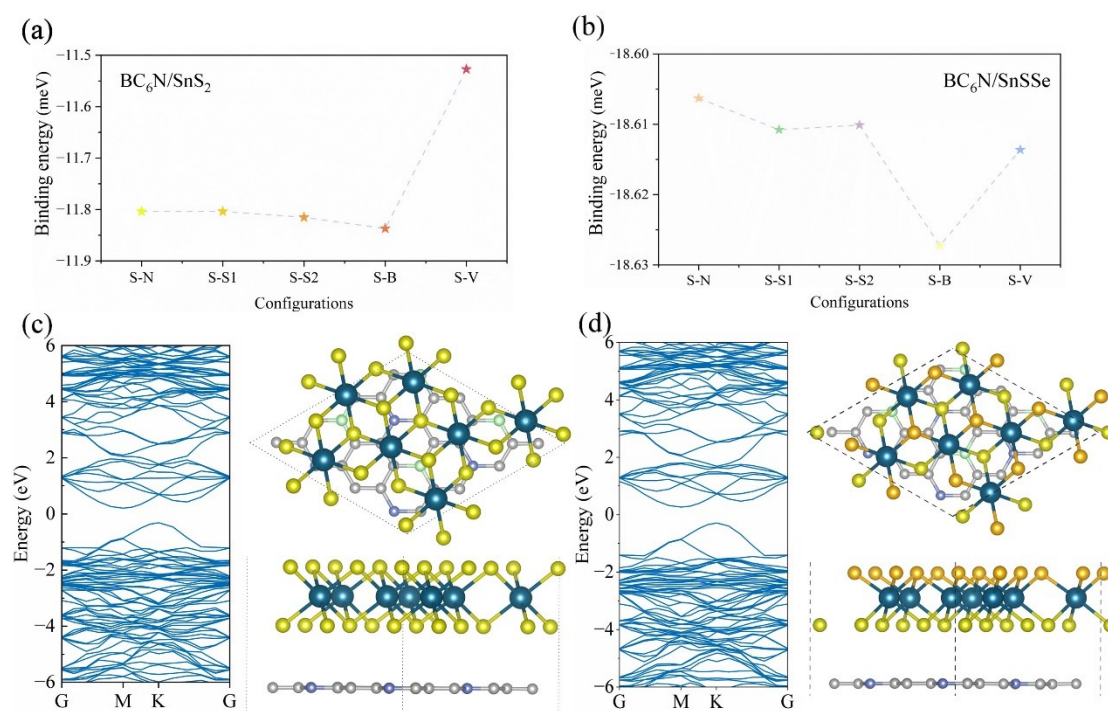 (a)
−11.5
−11.6
−11.7
−11.8
−11.9
Binding energy (meV)
BC₆N/SnS₂
S-N S-S1 S-S2 S-B S-V
Configurations
(b)
−18.60
−18.61
−18.62
−18.63
Binding energy (meV)
BC₆N/SnSSe
S-N S-S1 S-S2 S-B S-V
Configurations
(c)
6
4
2
0
−2
−4
−6
Energy (eV)
G M K G
(d)
6
4
2
0
−2
−4
−6
Energy (eV)
G M K G